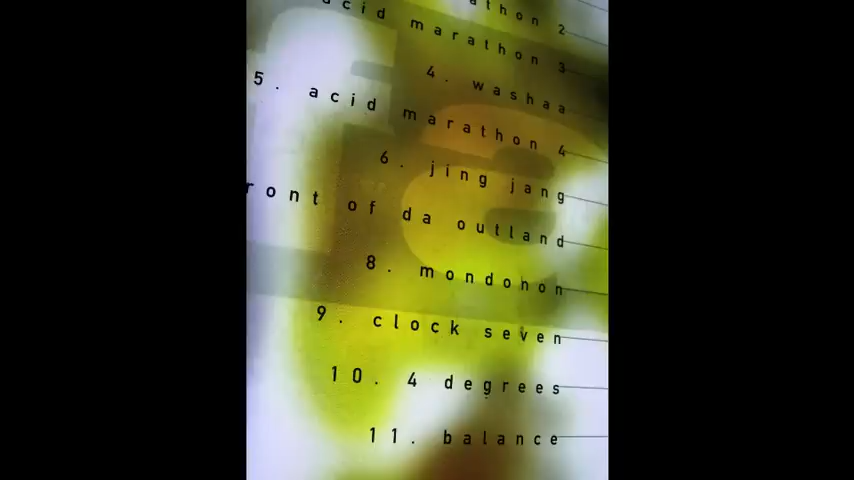 athon 2
acid marathon 3
4. washaa
5. acid marathon 4
6. jing jang
ront of da outland
8. mondohon
9. clock seven
10. 4 degrees
11. balance